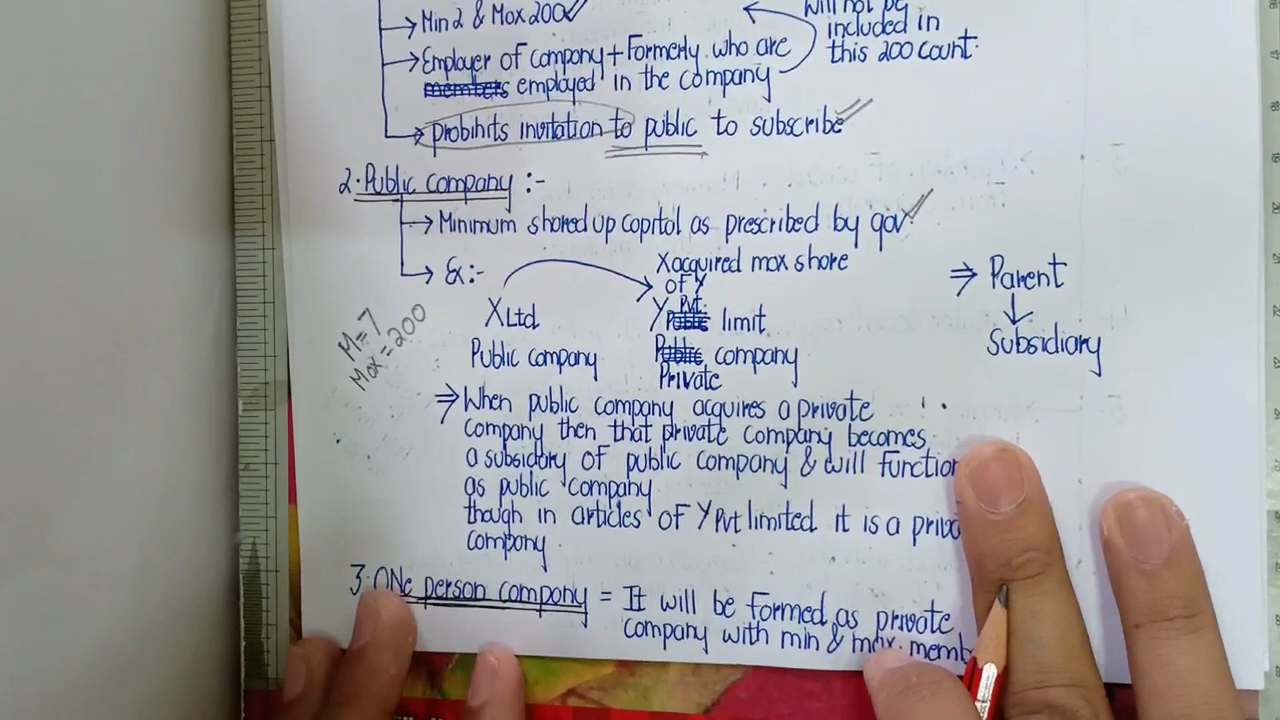 → Min 2 & Max 200 ✓
will not be
included in
this 200 count.
→ Employer of company + Formerly who are
members employed in the company
→ probihits invitation to public to subscribe
2. Public company :-
→ Minimum shared up capital as prescribed by gov ✓
→ Ex:-
X acquired max share
of Y
X Ltd
Y Public Pvt. limit
Public company
Public company
Private
⇒ Parent
↓
Subsidiary
M = 7
Max = 200
⇒ When public company acquires a private
company then that private company becomes
a subsidary of public company & will function
as public company
though in articles of Y Pvt limited it is a priva
company
3. ONe person company = It will be formed as private
company with min & max. memb